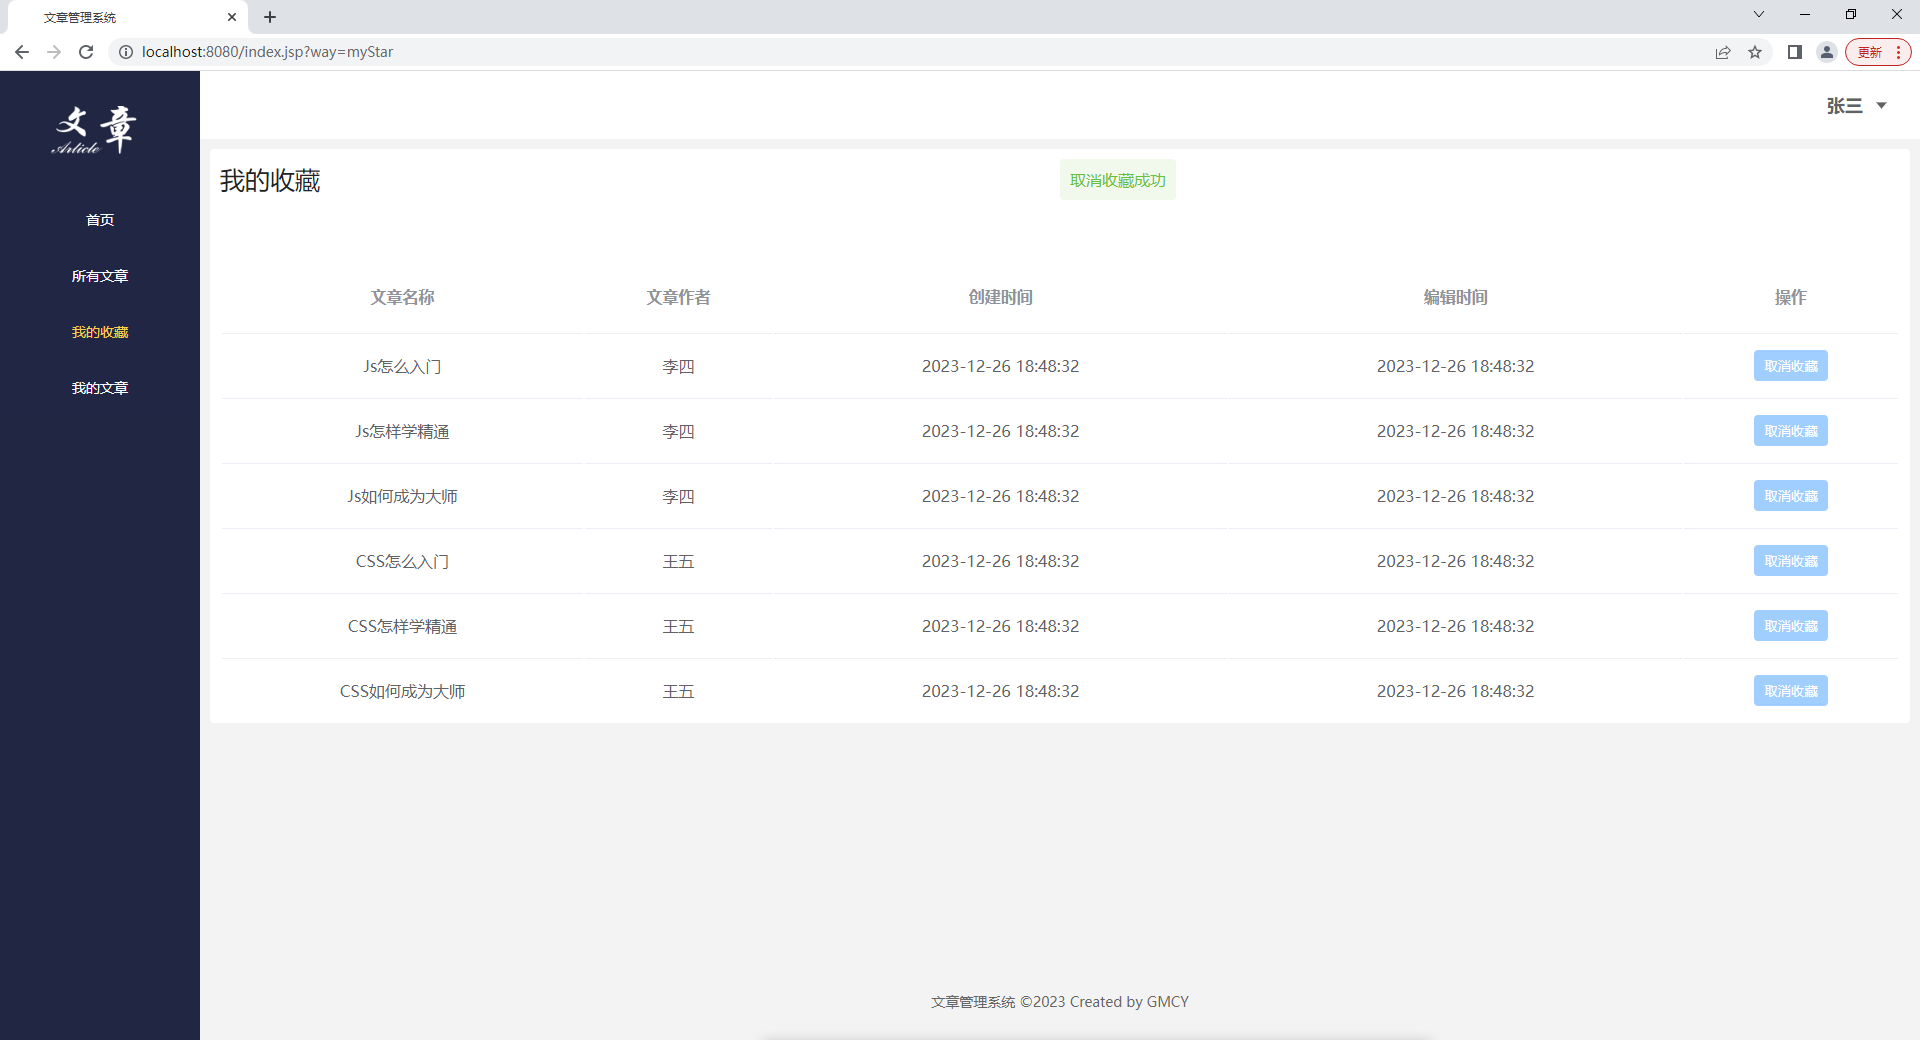 文章管理系统
localhost:8080/index.jsp?way=myStar
更新
文章
Article
张三
首页
所有文章
我的收藏
我的文章
我的收藏
取消收藏成功
文章名称 文章作者 创建时间 编辑时间 操作
Js怎么入门 李四 2023-12-26 18:48:32 2023-12-26 18:48:32 取消收藏
Js怎样学精通 李四 2023-12-26 18:48:32 2023-12-26 18:48:32 取消收藏
Js如何成为大师 李四 2023-12-26 18:48:32 2023-12-26 18:48:32 取消收藏
CSS怎么入门 王五 2023-12-26 18:48:32 2023-12-26 18:48:32 取消收藏
CSS怎样学精通 王五 2023-12-26 18:48:32 2023-12-26 18:48:32 取消收藏
CSS如何成为大师 王五 2023-12-26 18:48:32 2023-12-26 18:48:32 取消收藏
文章管理系统 ©2023 Created by GMCY